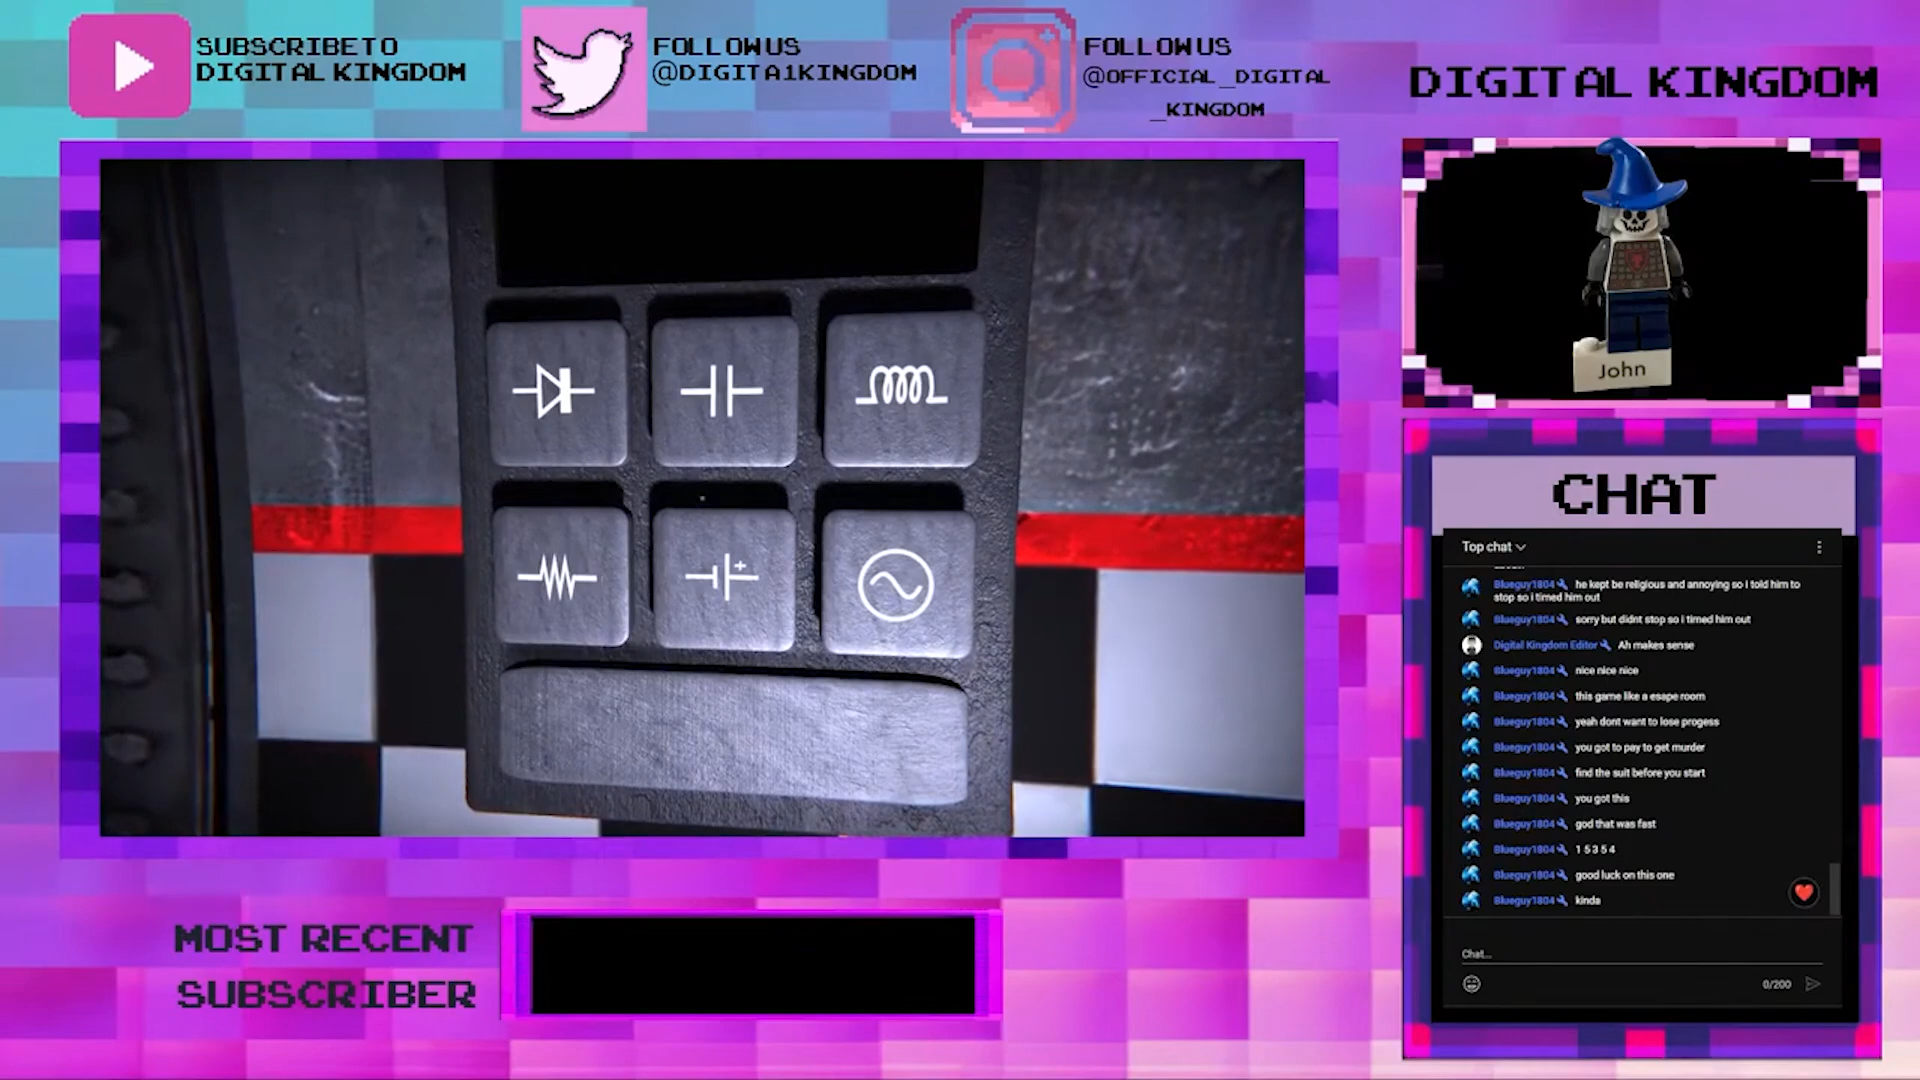 SUBSCRIBE TO
DIGITAL KINGDOM
FOLLOW US
@DIGITA1KINGDOM
FOLLOW US
@OFFICIAL_DIGITAL
_KINGDOM
DIGITAL KINGDOM
John
CHAT
Top chat
Blueguy1804 he kept be religious and annoying so i told him to
stop so i timed him out
Blueguy1804 sorry but didnt stop so i timed him out
Digital Kingdom Editor Ah makes sense
Blueguy1804 nice nice nice
Blueguy1804 this game like a esape room
Blueguy1804 yeah dont want to lose progess
Blueguy1804 you got to pay to get murder
Blueguy1804 find the suit before you start
Blueguy1804 you got this
Blueguy1804 god that was fast
Blueguy1804 1 5 3 5 4
Blueguy1804 good luck on this one
Blueguy1804 kinda
Chat...
0/200
MOST RECENT
SUBSCRIBER